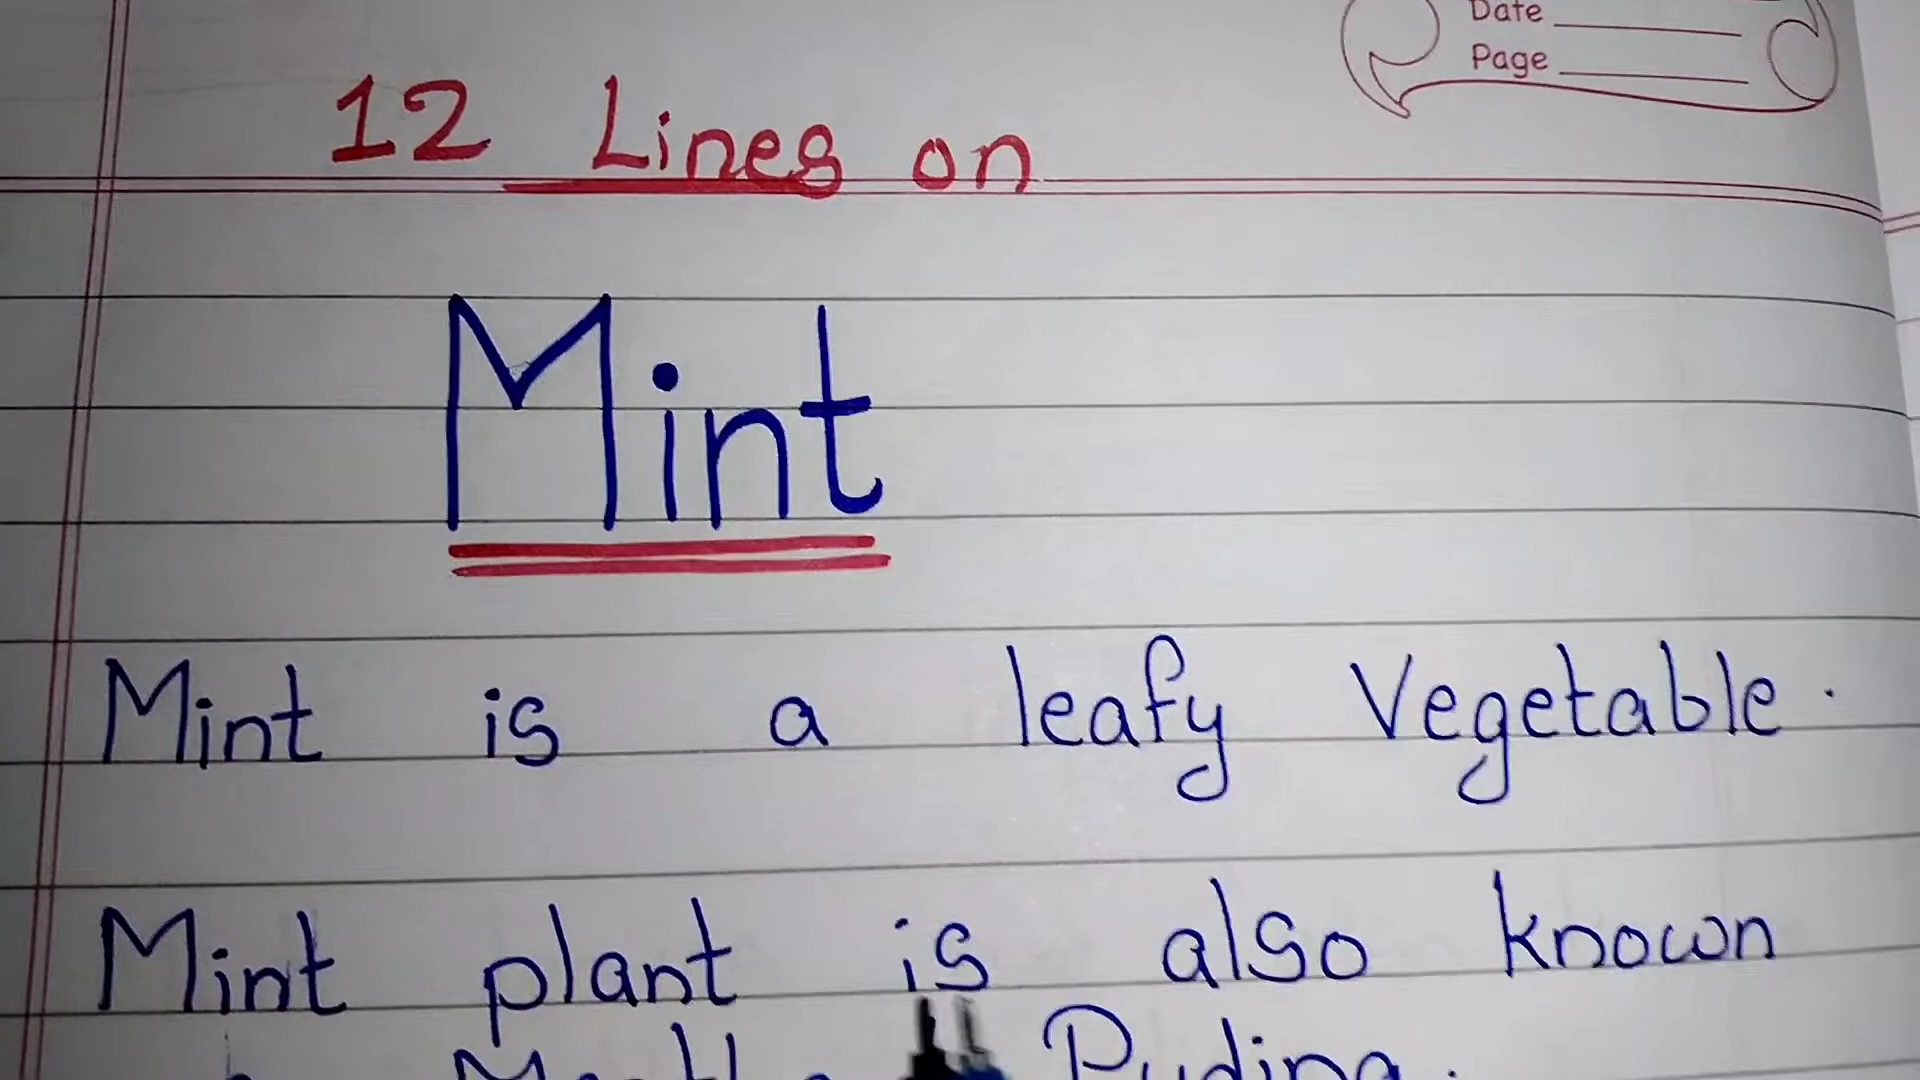 Date
Page
12 Lines on
Mint
Mint is a leafy Vegetable.
Mint plant is also known